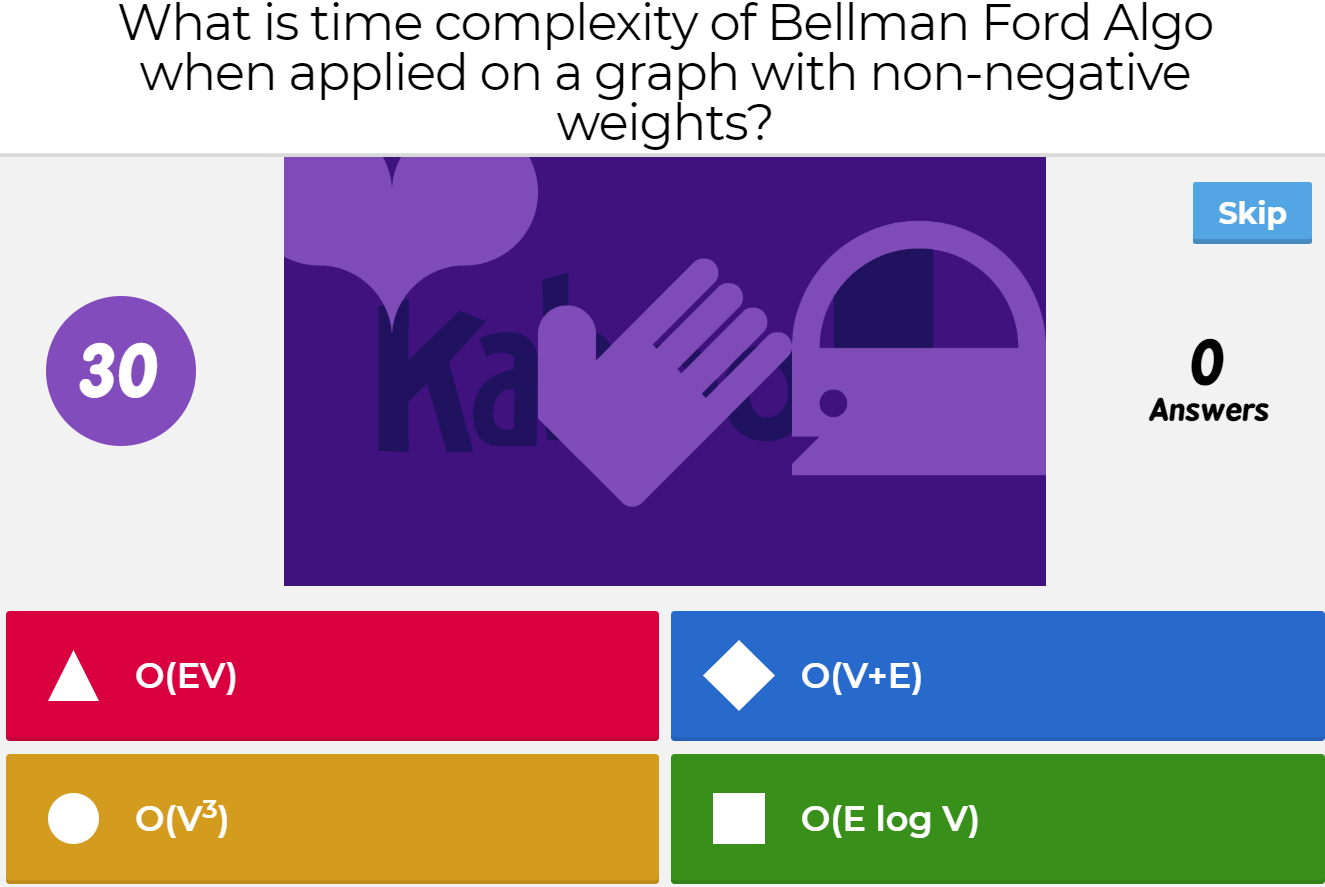 What is time complexity of Bellman Ford Algo
when applied on a graph with non-negative
weights?
Skip
30
0
Answers
O(EV)
O(V+E)
O(V³)
O(E log V)